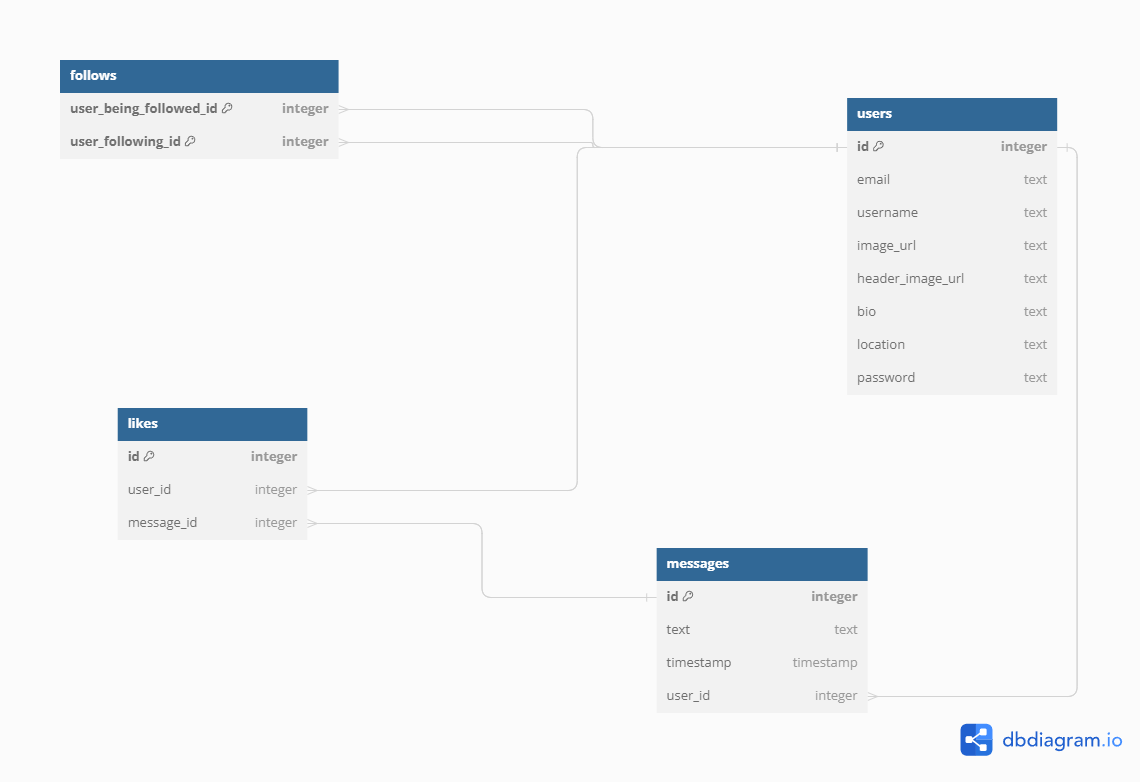 follows
user_being_followed_id integer
user_following_id integer
users
id integer
email text
username text
image_url text
header_image_url text
bio text
location text
password text
likes
id integer
user_id integer
message_id integer
messages
id integer
text text
timestamp timestamp
user_id integer
dbdiagram.io